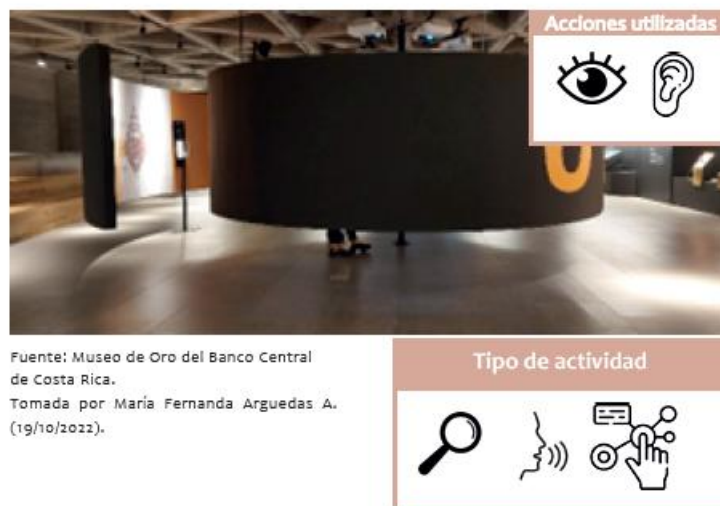 Acciones utilizadas
Fuente: Museo de Oro del Banco Central
de Costa Rica.
Tomada por María Fernanda Arguedas A.
(19/10/2022).
Tipo de actividad